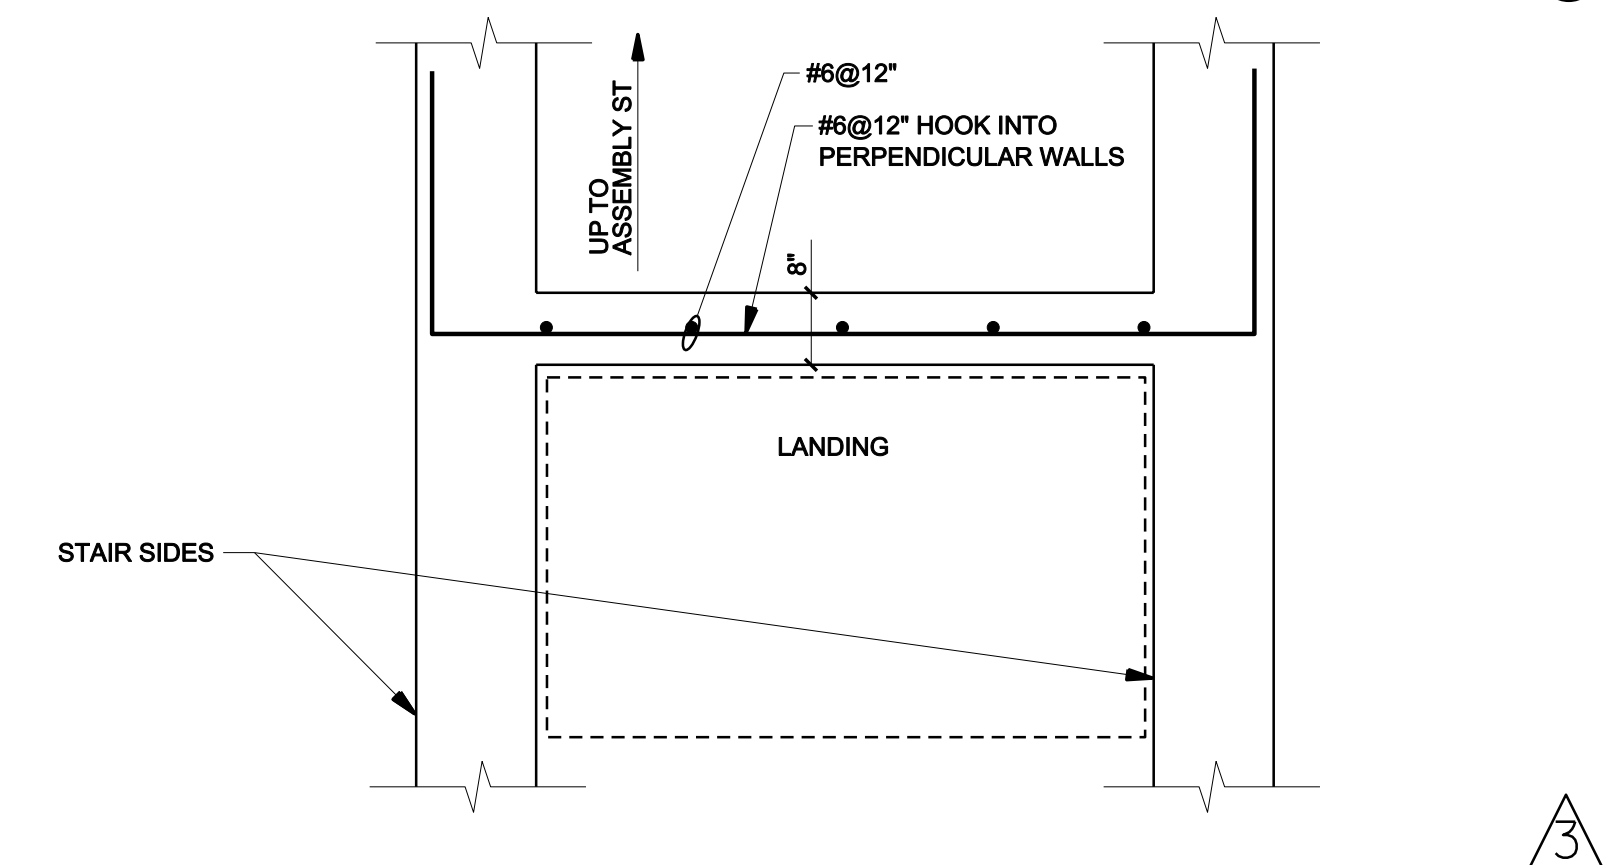 #6@12"
#6@12" HOOK INTO
PERPENDICULAR WALLS
UP TO
ASSEMBLY ST
8"
LANDING
STAIR SIDES
3